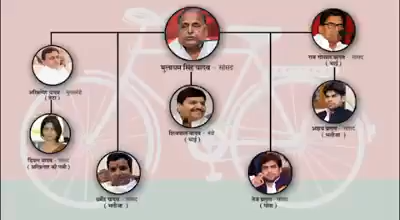 मुलायम सिंह यादव - सांसद
राम गोपाल यादव - सांसद
( भाई )
अखिलेश यादव - मुख्यमंत्री
( बेटा )
शिवपाल यादव - मंत्री
( भाई )
अक्षय यादव - सांसद
( भतीजा )
डिंपल यादव - सांसद
( अखिलेश की पत्नी )
धर्मेंद्र यादव - सांसद
( भतीजा )
तेज प्रताप - सांसद
( पोता )